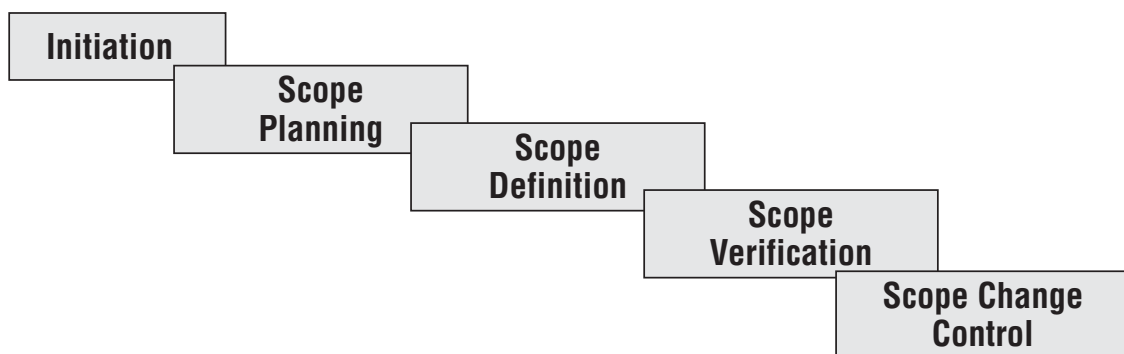 Initiation
Scope
Planning
Scope
Definition
Scope
Verification
Scope Change
Control